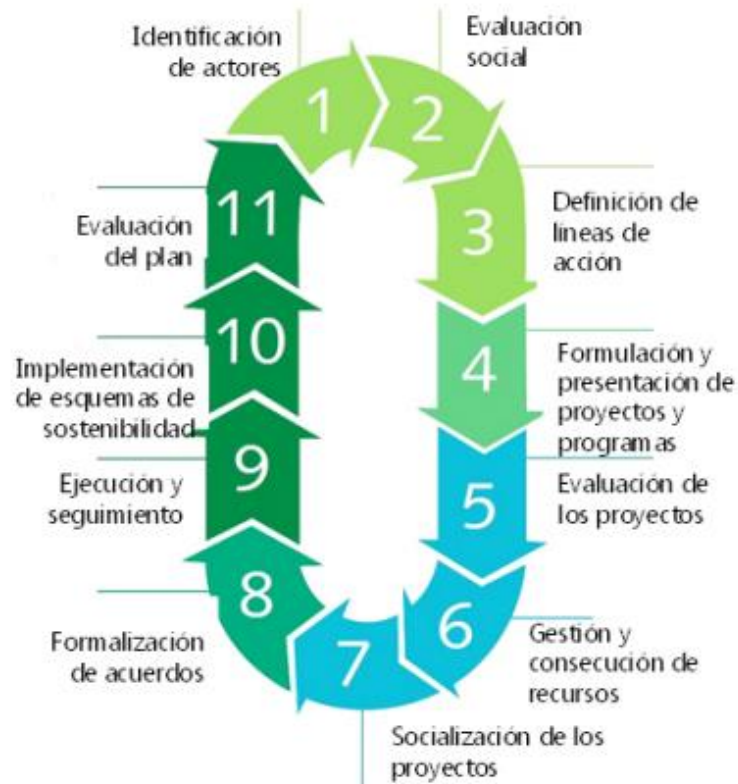 1
Identificación
de actores
2
Evaluación
social
3
Definición de
líneas de
acción
4
Formulación y
presentación de
proyectos y
programas
5
Evaluación de
los proyectos
6
Gestión y
consecución de
recursos
7
Socialización de los
proyectos
8
Formalización
de acuerdos
9
Ejecución y
seguimiento
10
Implementación
de esquemas de
sostenibilidad
11
Evaluación
del plan